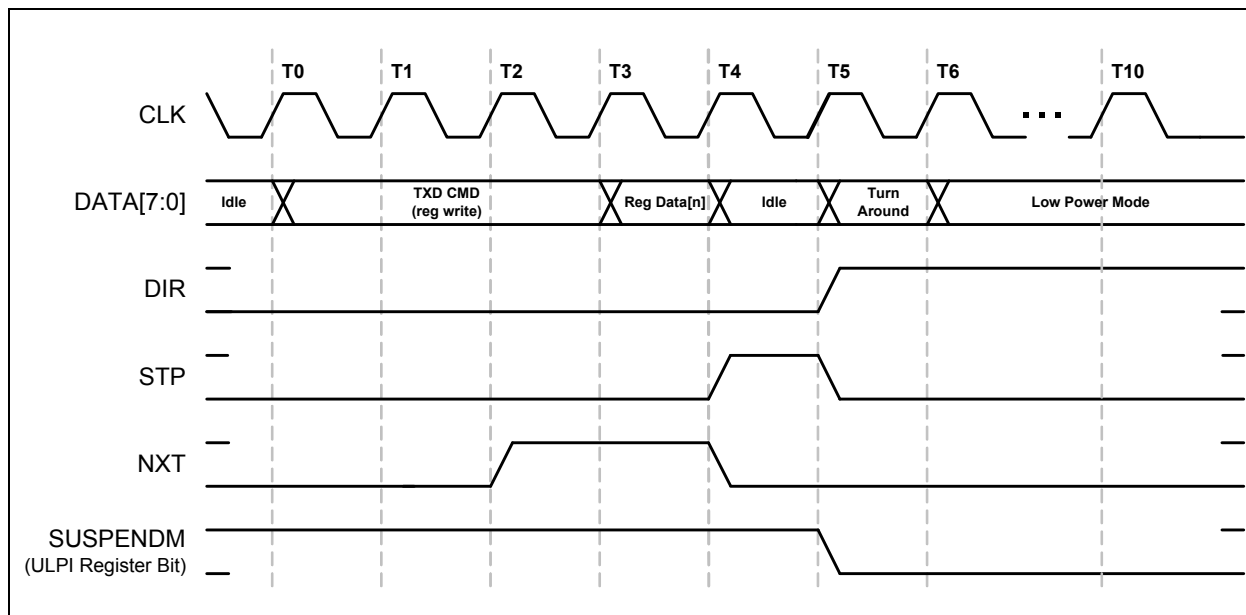 T0 T1 T2 T3 T4 T5 T6 T10
CLK
...
DATA[7:0] Idle TXD CMD Reg Data[n] Idle Turn Low Power Mode
(reg write) Around
DIR
STP
NXT
SUSPENDM
(ULPI Register Bit)